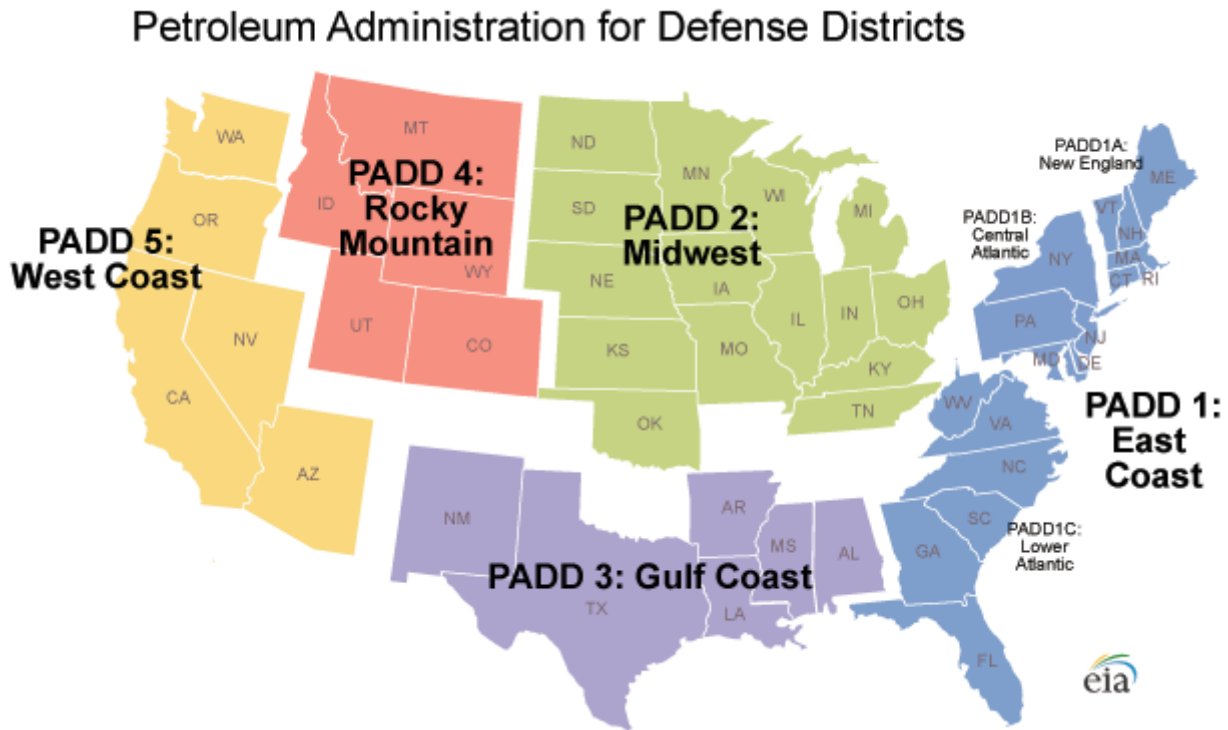 Petroleum Administration for Defense Districts
WA
MT
ND
MN
PADD1A:
New England
ME
PADD 4:
Rocky
Mountain
ID
OR
SD
WI
MI
PADD 2:
Midwest
VT
NH
PADD1B:
Central
Atlantic
MA
NY
CT
RI
PADD 5:
West Coast
WY
NE
IA
OH
IL
IN
PA
NJ
UT
CO
NV
KS
MO
MD
DE
KY
CA
WV
TN
OK
VA
PADD 1:
East
Coast
AZ
NC
NM
AR
SC
PADD1C:
Lower
Atlantic
MS
AL
GA
PADD 3: Gulf Coast
TX
LA
FL
eia